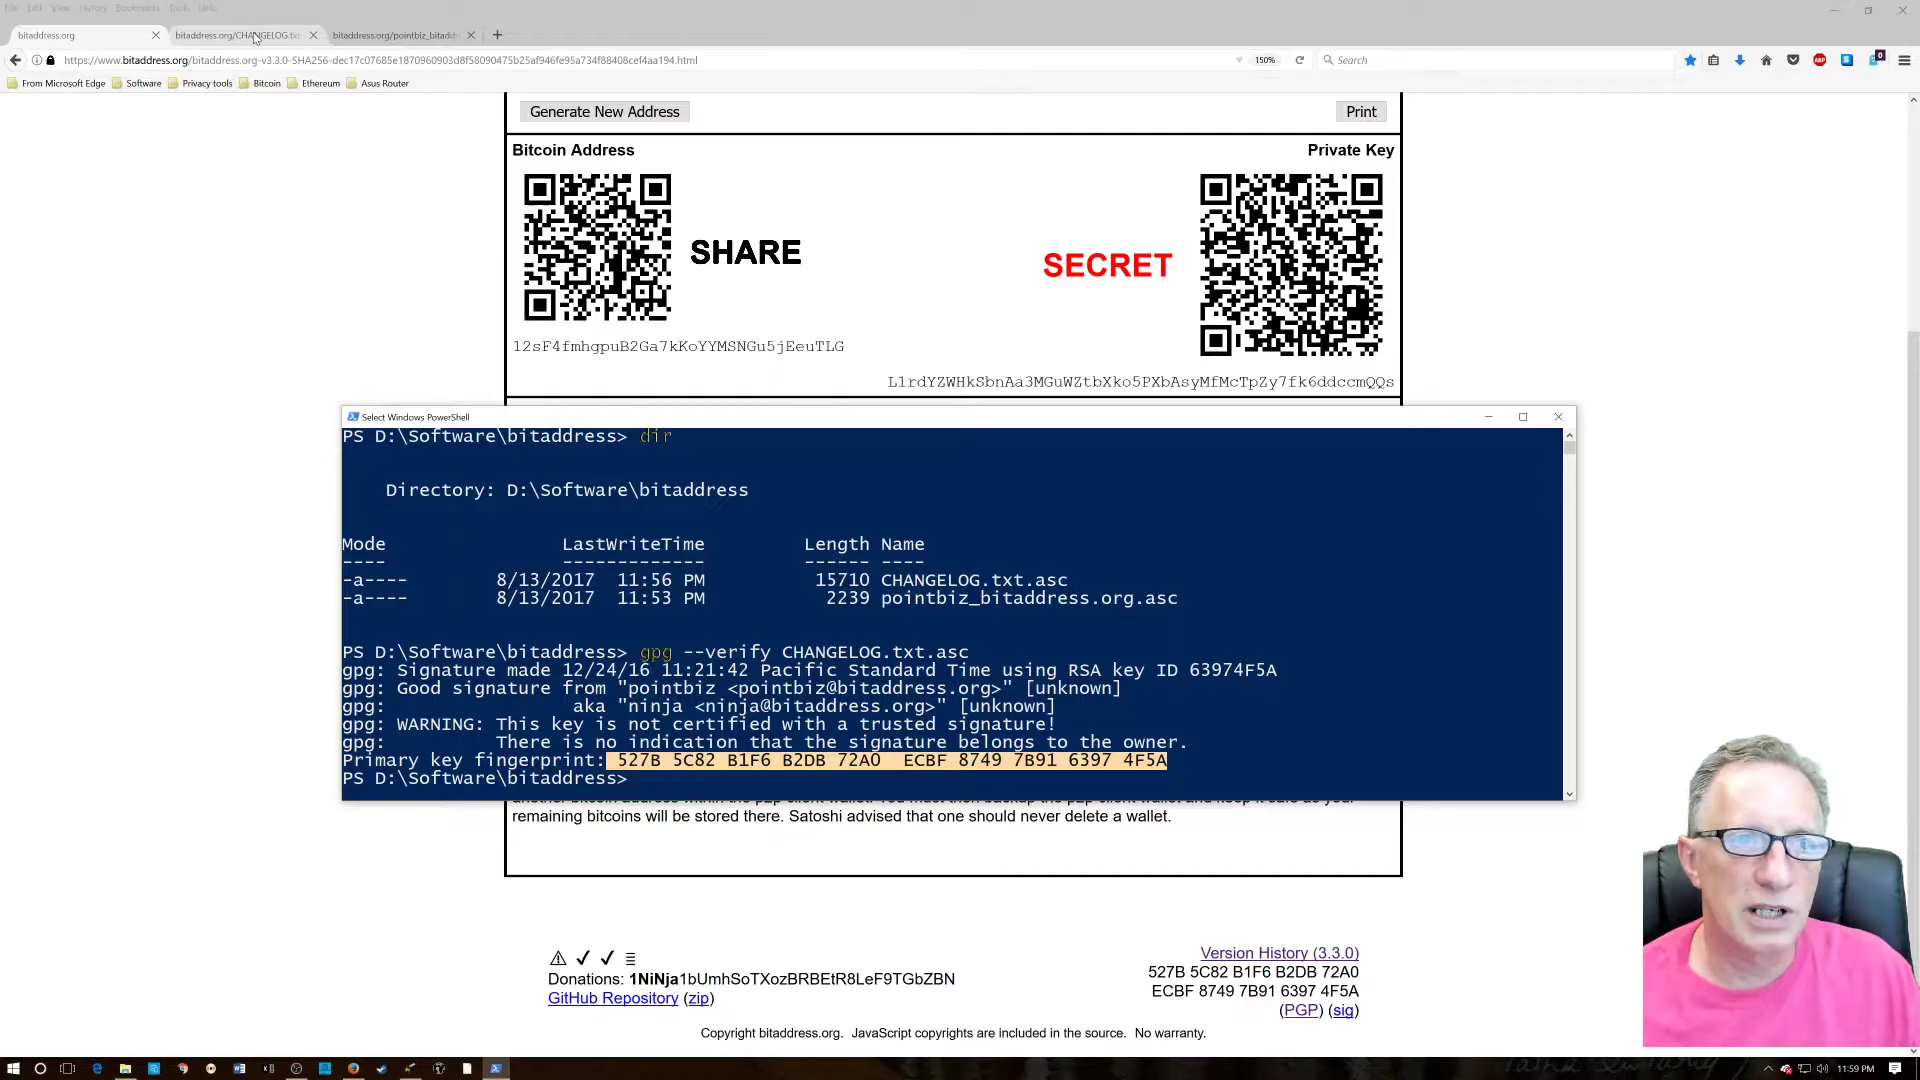 File Edit View History Bookmarks Tools Help
bitaddress.org
bitaddress.org/CHANGELOG.txt
bitaddress.org/pointbiz_bitadd
https://www.bitaddress.org/bitaddress.org-v3.3.0-SHA256-dec17c07685e1870960903d8f58090475b25af946fe95a734f88408cef4aa194.html
150%
Search
From Microsoft Edge
Software
Privacy tools
Bitcoin
Ethereum
Asus Router
Generate New Address
Print
Bitcoin Address
Private Key
SHARE
SECRET
12sF4fmhgpuB2Ga7kKoYYMSNGu5jEeuTLG
L1rdYZWHkSbnAa3MGuWZtbXko5PXbAsyMfMcTpZy7fk6ddccmQQs
Select Windows PowerShell
PS D:\Software\bitaddress> dir
Directory: D:\Software\bitaddress
Mode LastWriteTime Length Name
---- ------------- ------ ----
-a---- 8/13/2017 11:56 PM 15710 CHANGELOG.txt.asc
-a---- 8/13/2017 11:53 PM 2239 pointbiz_bitaddress.org.asc
PS D:\Software\bitaddress> gpg --verify CHANGELOG.txt.asc
gpg: Signature made 12/24/16 11:21:42 Pacific Standard Time using RSA key ID 63974F5A
gpg: Good signature from "pointbiz <pointbiz@bitaddress.org>" [unknown]
gpg: aka "ninja <ninja@bitaddress.org>" [unknown]
gpg: WARNING: This key is not certified with a trusted signature!
gpg: There is no indication that the signature belongs to the owner.
Primary key fingerprint: 527B 5C82 B1F6 B2DB 72A0 ECBF 8749 7B91 6397 4F5A
PS D:\Software\bitaddress>
remaining bitcoins will be stored there. Satoshi advised that one should never delete a wallet.
Donations: 1NiNja1bUmhSoTXozBRBEtR8LeF9TGbZBN
GitHub Repository (zip)
Version History (3.3.0)
527B 5C82 B1F6 B2DB 72A0
ECBF 8749 7B91 6397 4F5A
(PGP) (sig)
Copyright bitaddress.org. JavaScript copyrights are included in the source. No warranty.
11:59 PM